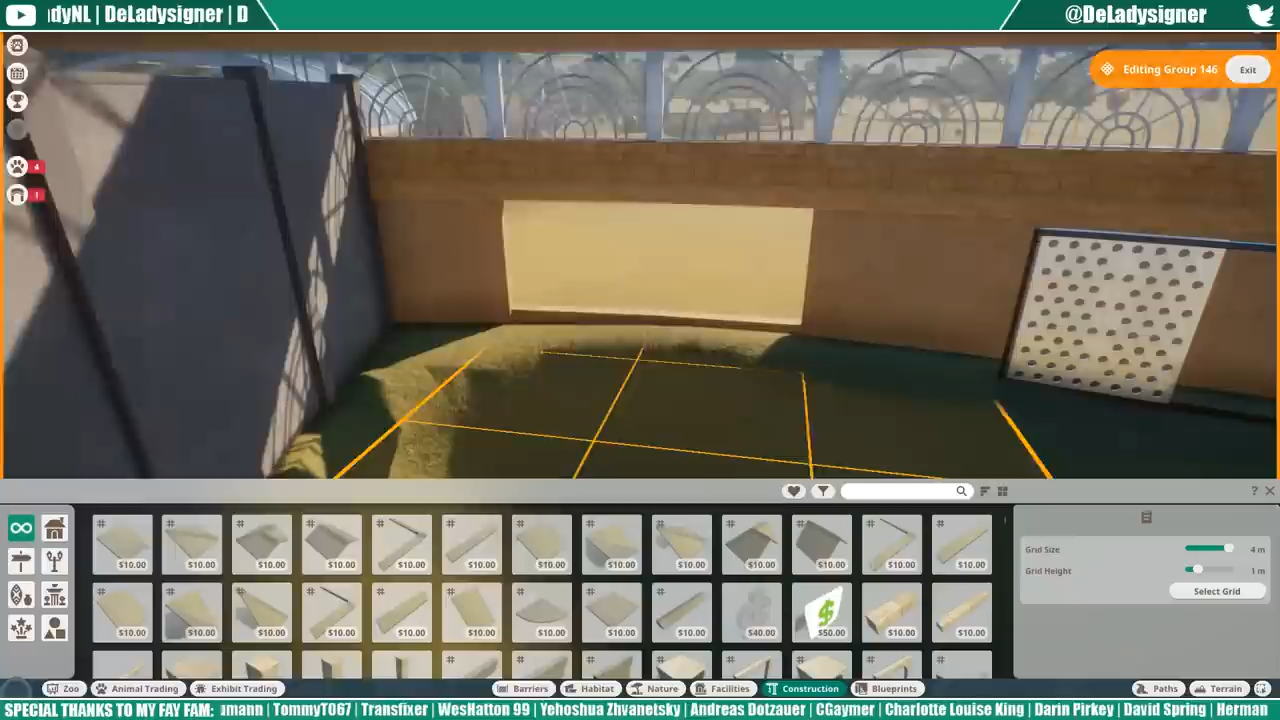 ıdyNL | DeLadysigner | D
@DeLadysigner
Editing Group 146
Exit
4
1
? ×
$10.00 $10.00 $10.00 $10.00 $10.00 $10.00 $10.00 $10.00 $10.00 $10.00 $10.00 $10.00 $10.00
Grid Size 4 m
Grid Height 1 m
Select Grid
$10.00 $10.00 $10.00 $10.00 $10.00 $10.00 $10.00 $10.00 $10.00 $40.00 $50.00 $10.00 $10.00
Zoo Animal Trading Exhibit Trading Barriers Habitat Nature Facilities Construction Blueprints Paths Terrain
SPECIAL THANKS TO MY FAY FAM: ımann | TommyT067 | Transfixer | WesHatton 99 | Yehoshua Zhvanetsky | Andreas Dotzauer | CGaymer | Charlotte Louise King | Darin Pirkey | David Spring | Herman